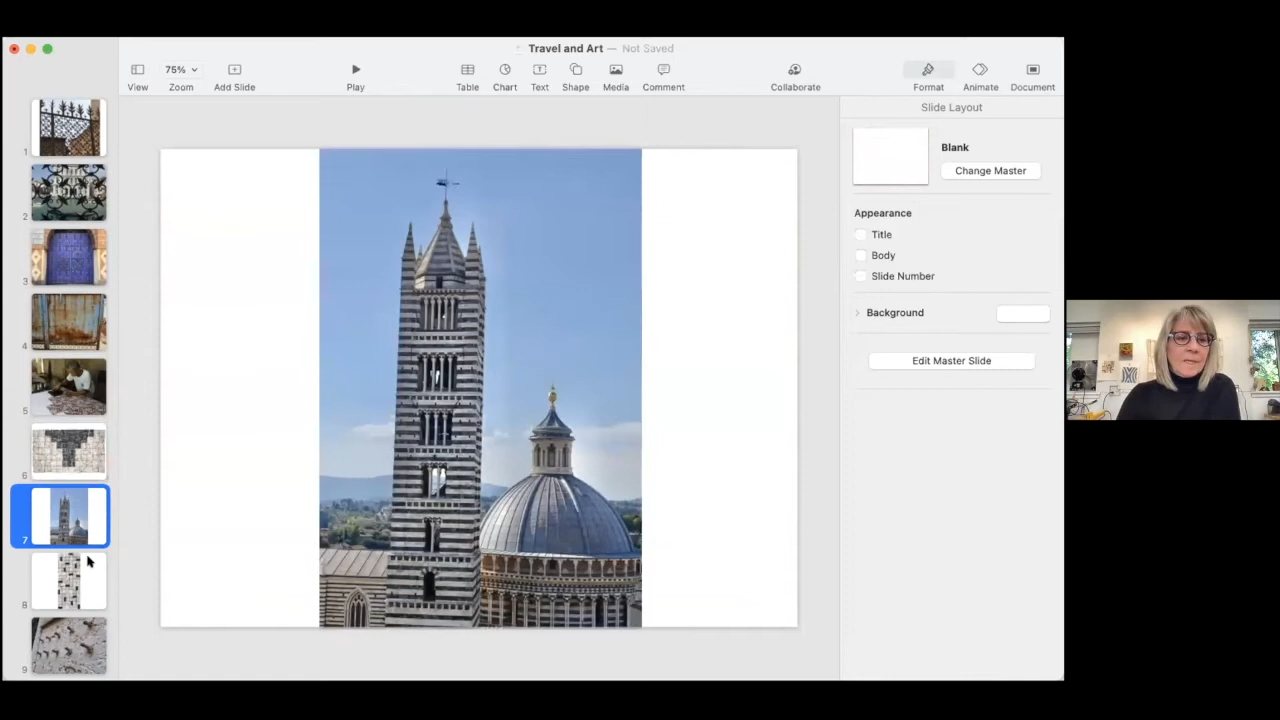 Travel and Art — Not Saved
75%
View
Zoom
Add Slide
Play
Table
Chart
Text
Shape
Media
Comment
Collaborate
Format
Animate
Document
Slide Layout
Blank
Change Master
Appearance
Title
Body
Slide Number
Background
Edit Master Slide
1
2
3
4
5
6
7
8
9